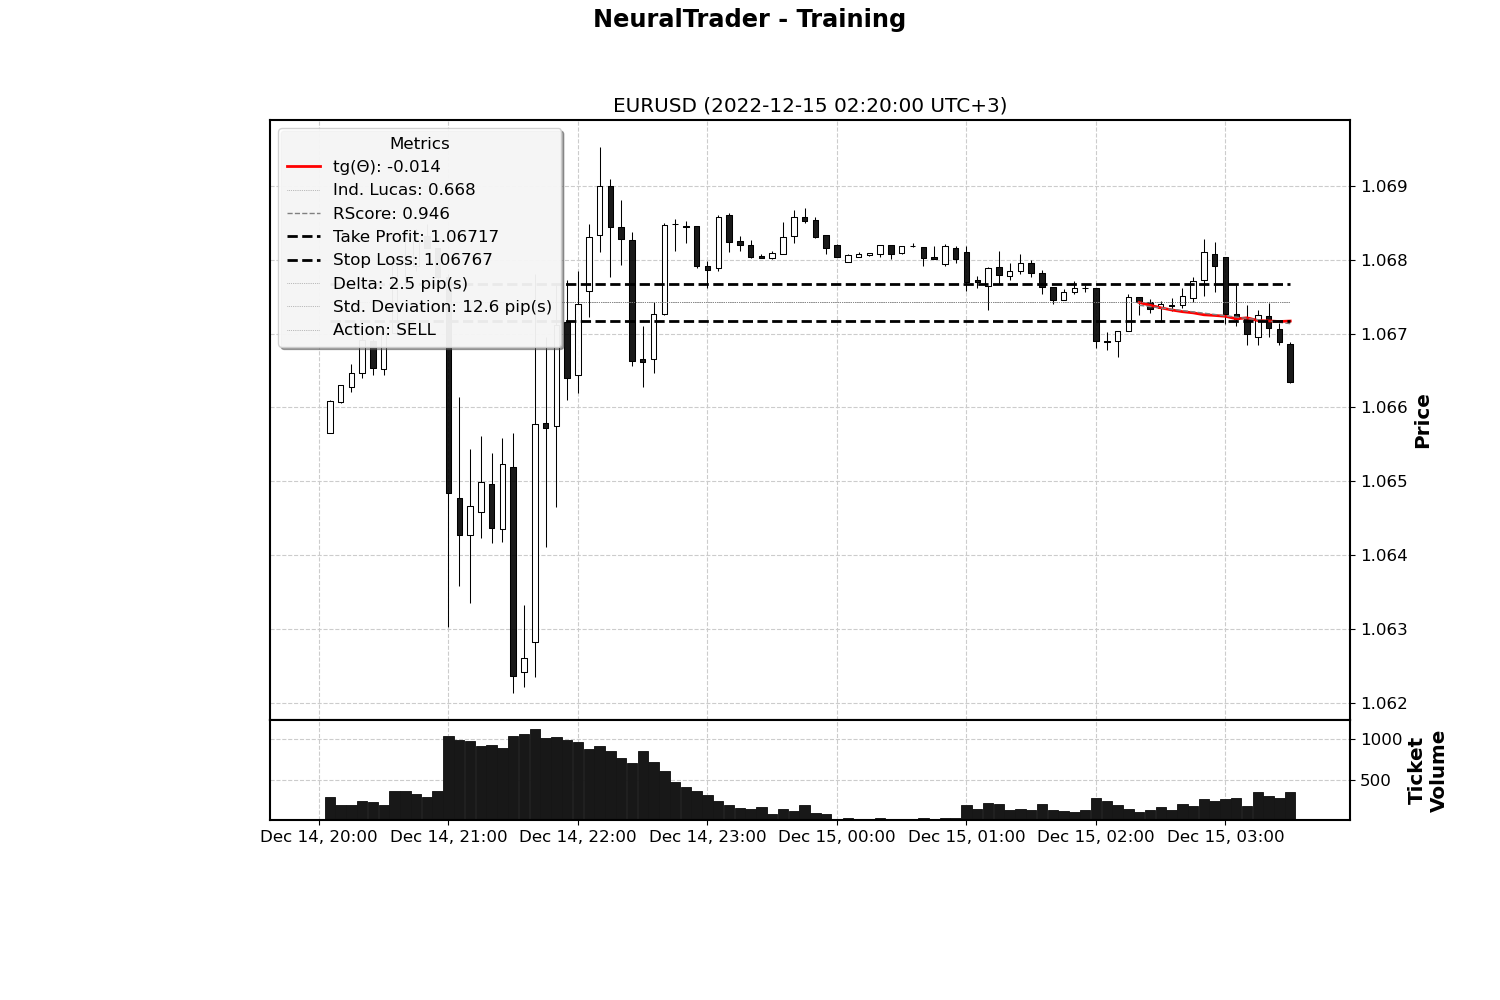 NeuralTrader - Training
EURUSD (2022-12-15 02:20:00 UTC+3)
Metrics
tg(Θ): -0.014
Ind. Lucas: 0.668
RScore: 0.946
Take Profit: 1.06717
Stop Loss: 1.06767
Delta: 2.5 pip(s)
Std. Deviation: 12.6 pip(s)
Action: SELL
1.069
1.068
1.067
1.066
1.065
1.064
1.063
1.062
Price
1000
500
Ticket
Volume
Dec 14, 20:00 Dec 14, 21:00 Dec 14, 22:00 Dec 14, 23:00 Dec 15, 00:00 Dec 15, 01:00 Dec 15, 02:00 Dec 15, 03:00